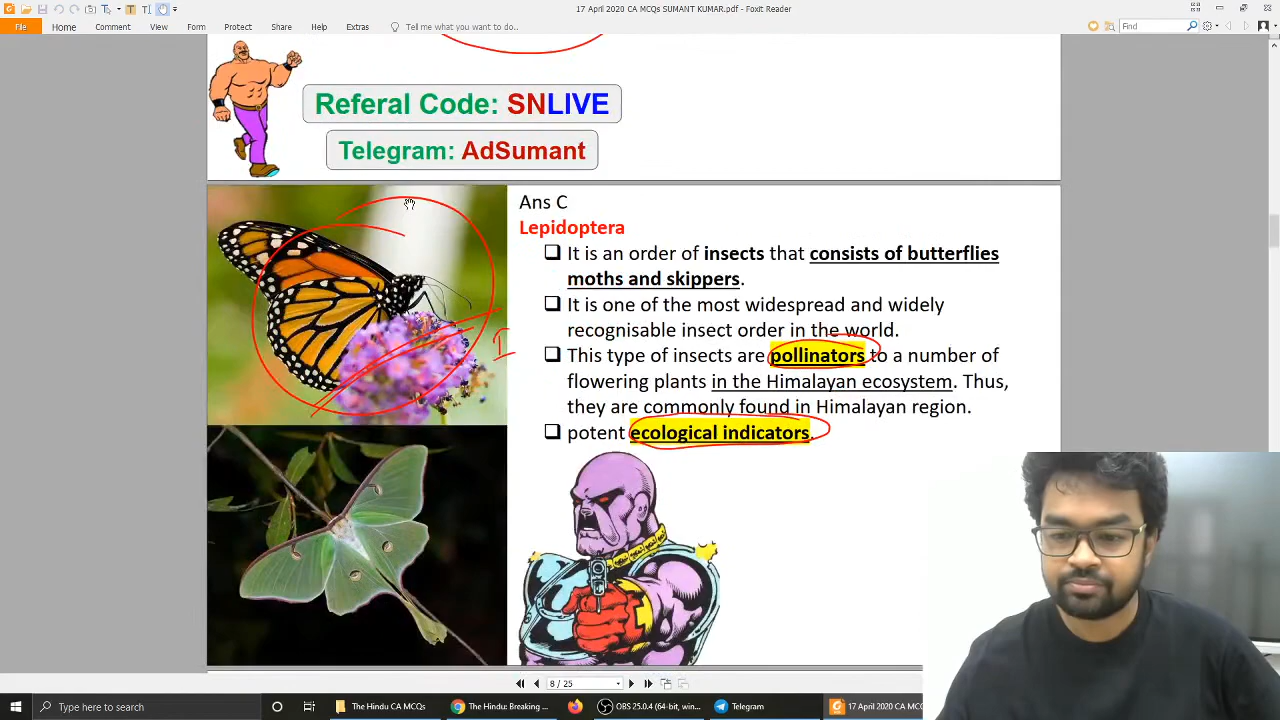 17 April 2020 CA MCQs SUMANT KUMAR.pdf - Foxit Reader
File Home Comment View Form Protect Share Help Extras Tell me what you want to do... Find
Referal Code: SNLIVE
Telegram: AdSumant
Ans C
Lepidoptera
It is an order of insects that consists of butterflies
moths and skippers.
It is one of the most widespread and widely
recognisable insect order in the world.
This type of insects are pollinators to a number of
flowering plants in the Himalayan ecosystem. Thus,
they are commonly found in Himalayan region.
potent ecological indicators.
8 / 25
Type here to search
The Hindu CA MCQs
The Hindu: Breaking ...
OBS 25.0.4 (64-bit, win...
Telegram
17 April 2020 CA MC